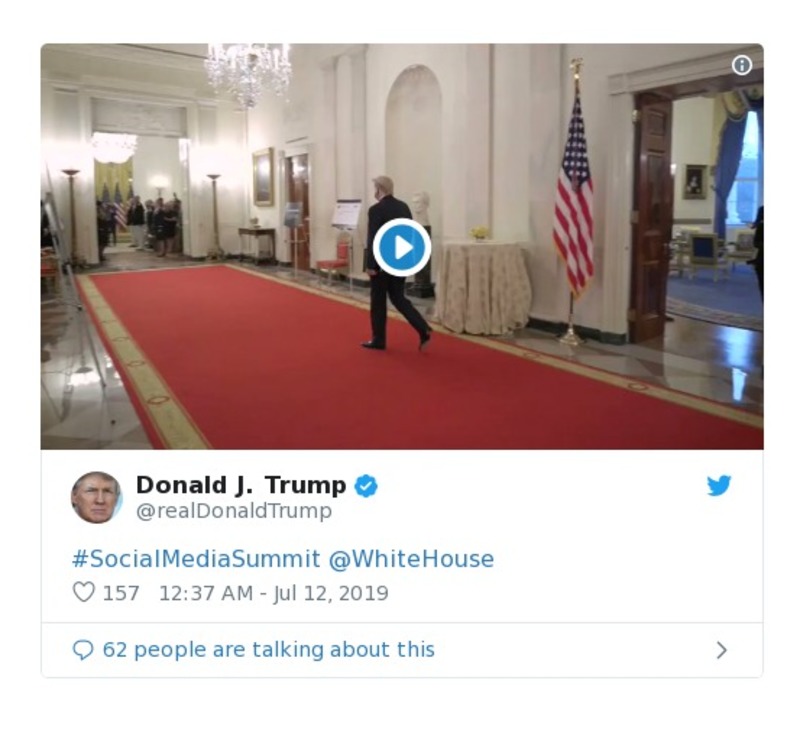 Donald J. Trump
@realDonaldTrump
#SocialMediaSummit @WhiteHouse
157 12:37 AM - Jul 12, 2019
62 people are talking about this